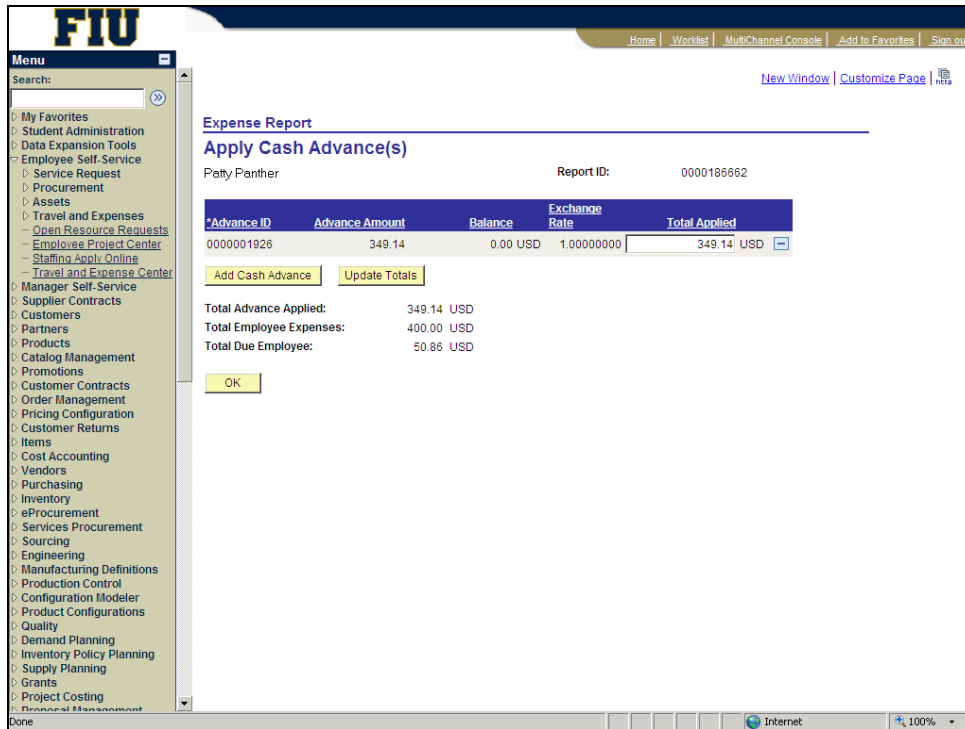 FIU
Home | Worklist | MultiChannel Console | Add to Favorites | Sign ou
Menu
Search:
My Favorites
Student Administration
Data Expansion Tools
Employee Self-Service
Service Request
Procurement
Assets
Travel and Expenses
Open Resource Requests
Employee Project Center
Staffing Apply Online
Travel and Expense Center
Manager Self-Service
Supplier Contracts
Customers
Partners
Products
Catalog Management
Promotions
Customer Contracts
Order Management
Pricing Configuration
Customer Returns
Items
Cost Accounting
Vendors
Purchasing
Inventory
eProcurement
Services Procurement
Sourcing
Engineering
Manufacturing Definitions
Production Control
Configuration Modeler
Product Configurations
Quality
Demand Planning
Inventory Policy Planning
Supply Planning
Grants
Project Costing
Proposal Management
New Window | Customize Page | http
Expense Report
Apply Cash Advance(s)
Patty Panther Report ID: 0000186662
*Advance ID Advance Amount Balance Exchange Rate Total Applied
0000001926 349.14 0.00 USD 1.00000000 349.14 USD
Add Cash Advance Update Totals
Total Advance Applied: 349.14 USD
Total Employee Expenses: 400.00 USD
Total Due Employee: 50.86 USD
OK
Done Internet 100%